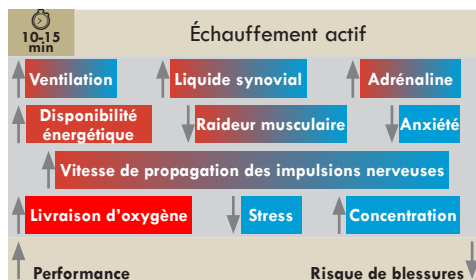 10-15
min
Échauffement actif
Ventilation
Liquide synovial
Adrénaline
Disponibilité
énergétique
Raideur musculaire
Anxiété
Vitesse de propagation des impulsions nerveuses
Livraison d'oxygène
Stress
Concentration
Performance
Risque de blessures